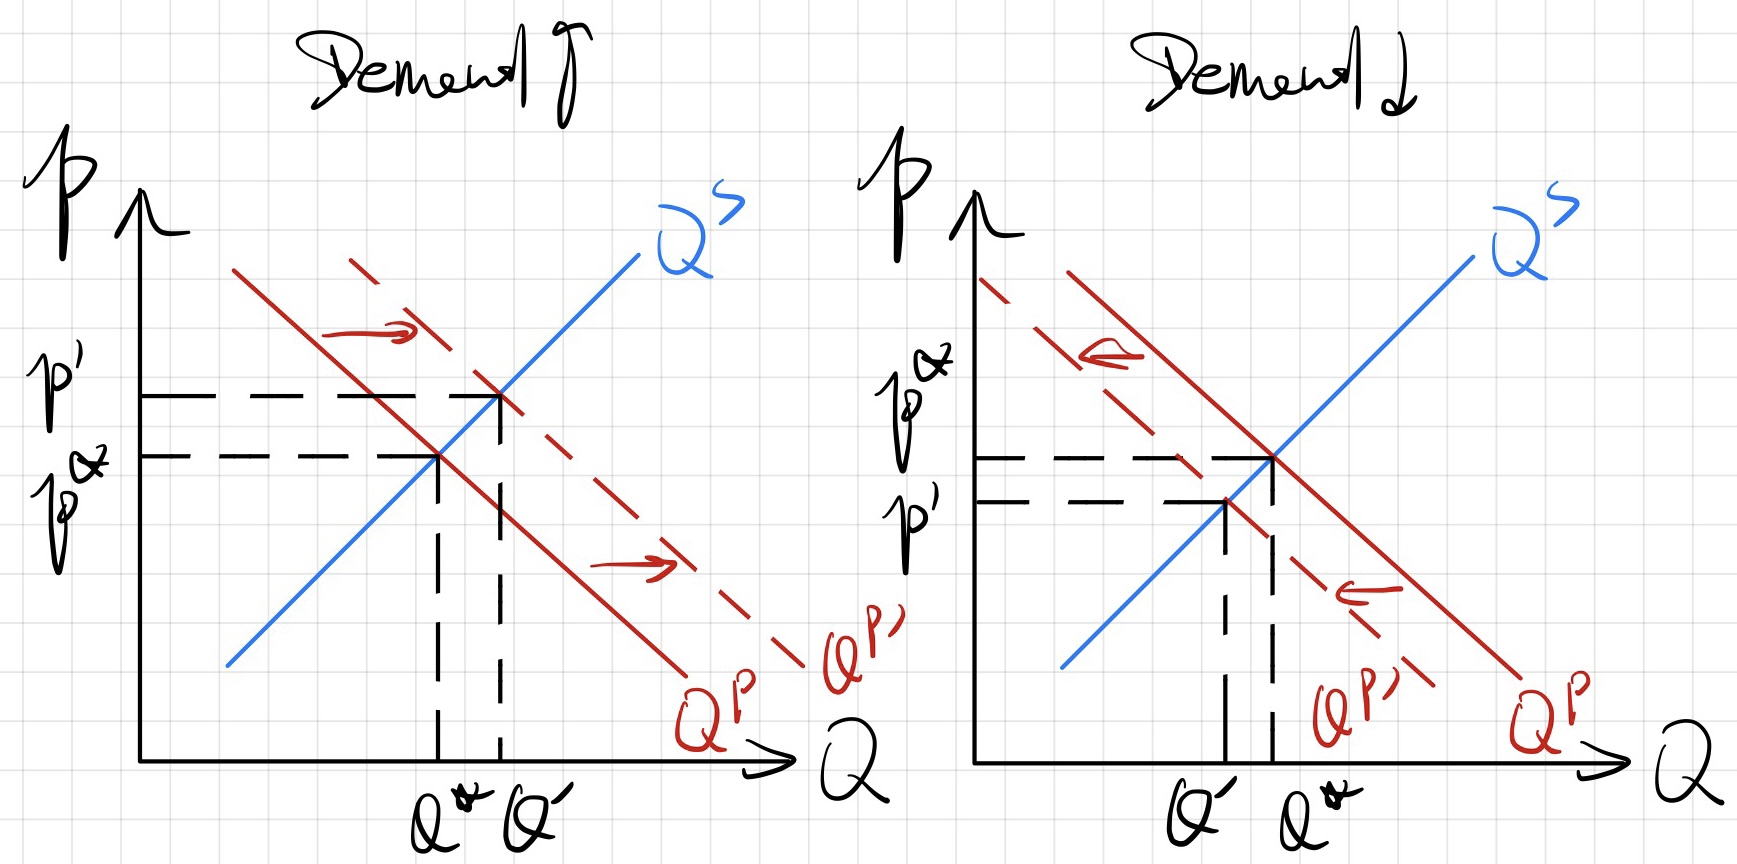 Demand ↑
P
Q^S
P'
P*
Q^D'
Q^D
Q
Q* Q'
Demand ↓
P
Q^S
P*
P'
Q^D'
Q^D
Q
Q' Q*